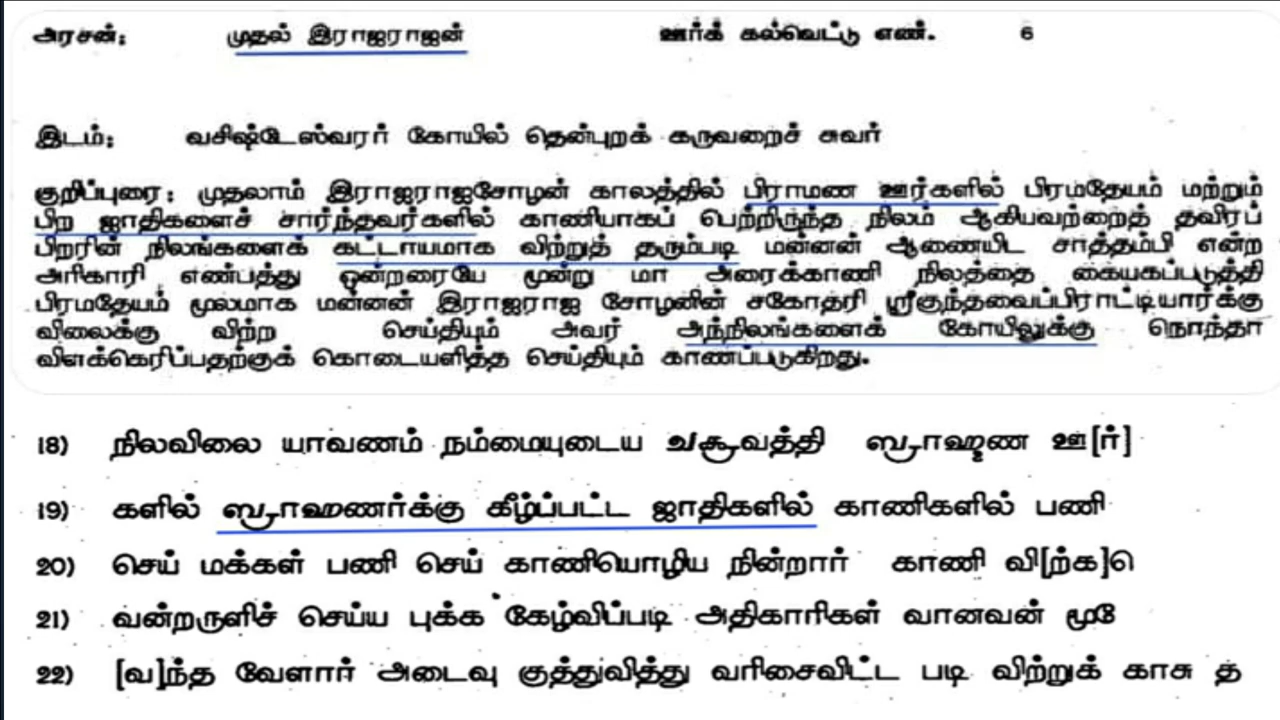 அரசன்: முதல் இராஜராஜன் ஊர்க் கல்வெட்டு எண். 6
இடம்: வசிஷ்டேஸ்வரர் கோயில் தென்புறக் கருவறைச் சுவர்
குறிப்புரை: முதலாம் இராஜராஜசோழன் காலத்தில் பிராமண ஊர்களில் பிரமதேயம் மற்றும்
பிற ஜாதிகளைச் சார்ந்தவர்களில் காணியாகப் பெற்றிருந்த நிலம் ஆகியவற்றைத் தவிரப்
பிறரின் நிலங்களைக் கட்டாயமாக விற்றுத் தரும்படி மன்னன் ஆணையிட சாத்தம்பி என்ற
அரிகாரி எண்பத்து ஒன்றரையே மூன்று மா அரைக்காணி நிலத்தை கையகப்படுத்தி
பிரமதேயம் மூலமாக மன்னன் இராஜராஜ சோழனின் சகோதரி ஸ்ரீகுந்தவைப்பிராட்டியார்க்கு
விலைக்கு விற்ற செய்தியும் அவர் அந்நிலங்களைக் கோயிலுக்கு நொந்தா
விளக்கெரிப்பதற்குக் கொடையளித்த செய்தியும் காணப்படுகிறது.
18) நிலவிலை யாவணம் நம்மையுடைய ஊ[ர்]
19) களில் கீழ்ப்பட்ட ஜாதிகளில் காணிகளில் பணி
20) செய் மக்கள் பணி செய் காணியொழிய நின்றார் காணி வி[ற்க]ெ
21) வன்றருளிச் செய்ய புக்க கேழ்விப்படி அதிகாரிகள் வானவன் மூ
22) [வ]ந்த வேளார் அடைவு குத்துவித்து வரிசைவிட்ட படி விற்றுக் காசு த